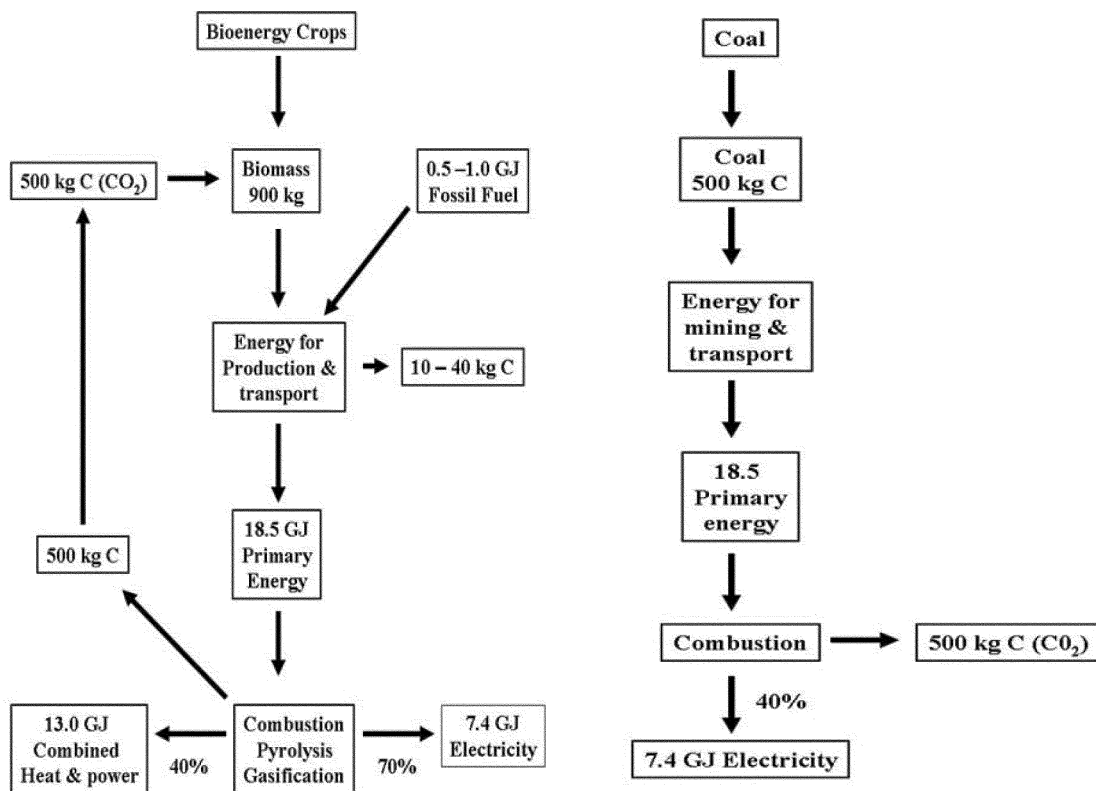 Bioenergy Crops
500 kg C (CO₂)
Biomass
900 kg
0.5 –1.0 GJ
Fossil Fuel
Energy for
Production &
transport
10 – 40 kg C
500 kg C
18.5 GJ
Primary
Energy
13.0 GJ
Combined
Heat & power
40%
Combustion
Pyrolysis
Gasification
70%
7.4 GJ
Electricity
Coal
Coal
500 kg C
Energy for
mining &
transport
18.5
Primary
energy
Combustion
500 kg C (C0₂)
40%
7.4 GJ Electricity